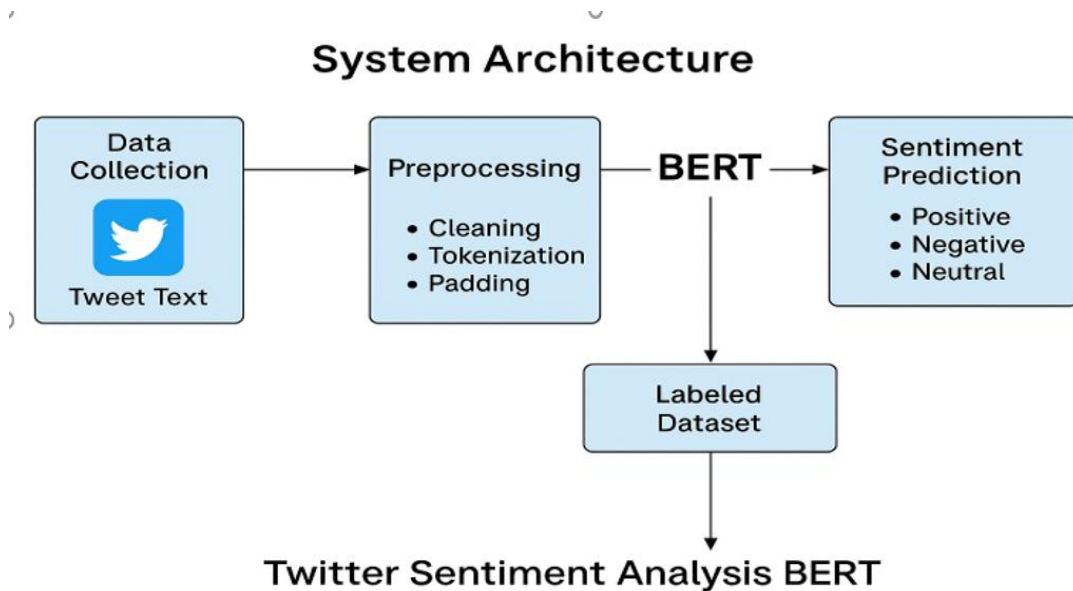 System Architecture
Data
Collection
Tweet Text
Preprocessing
• Cleaning
• Tokenization
• Padding
BERT
Sentiment
Prediction
• Positive
• Negative
• Neutral
Labeled
Dataset
Twitter Sentiment Analysis BERT